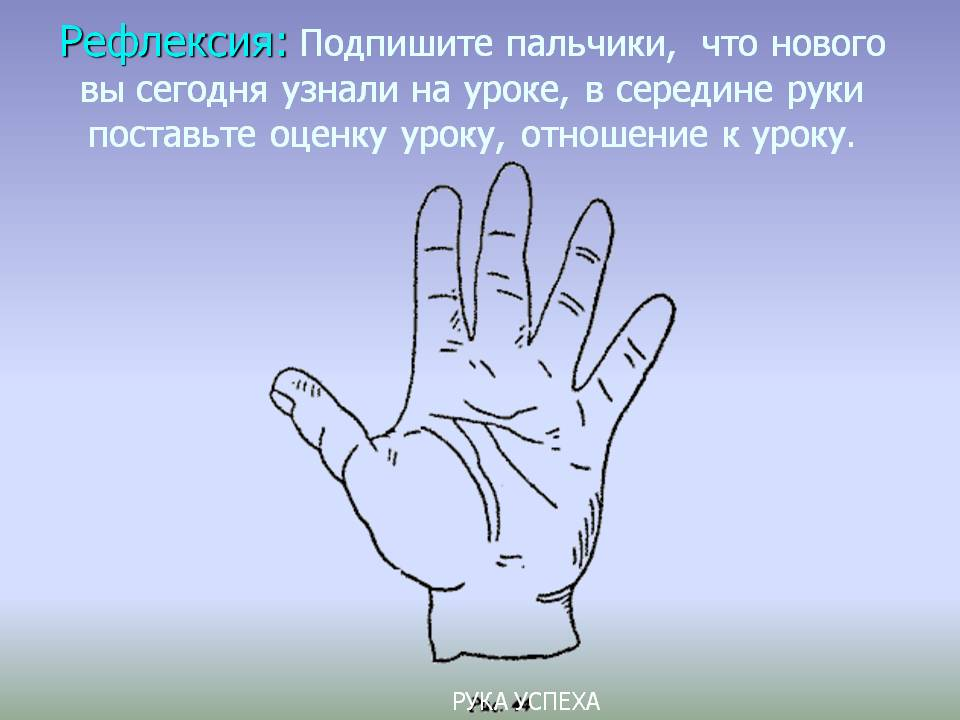 Рефлексия: Подпишите пальчики, что нового
вы сегодня узнали на уроке, в середине руки
поставьте оценку уроку, отношение к уроку.
РУКА УСПЕХА